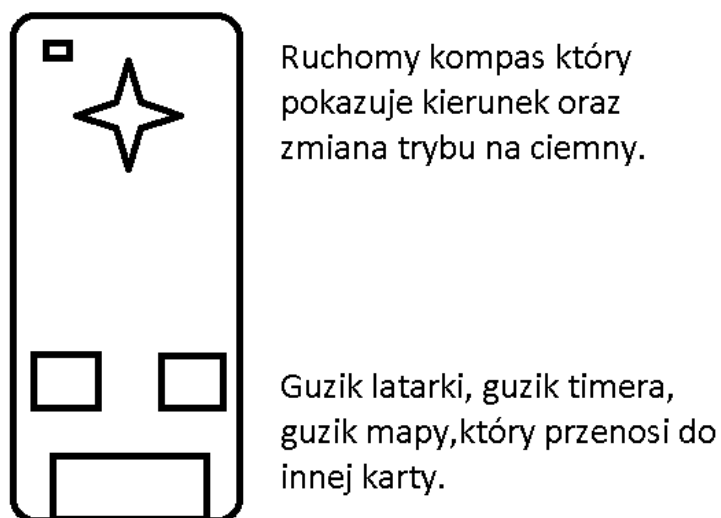 Ruchomy kompas który
pokazuje kierunek oraz
zmiana trybu na ciemny.
Guzik latarki, guzik timera,
guzik mapy,który przenosi do
innej karty.